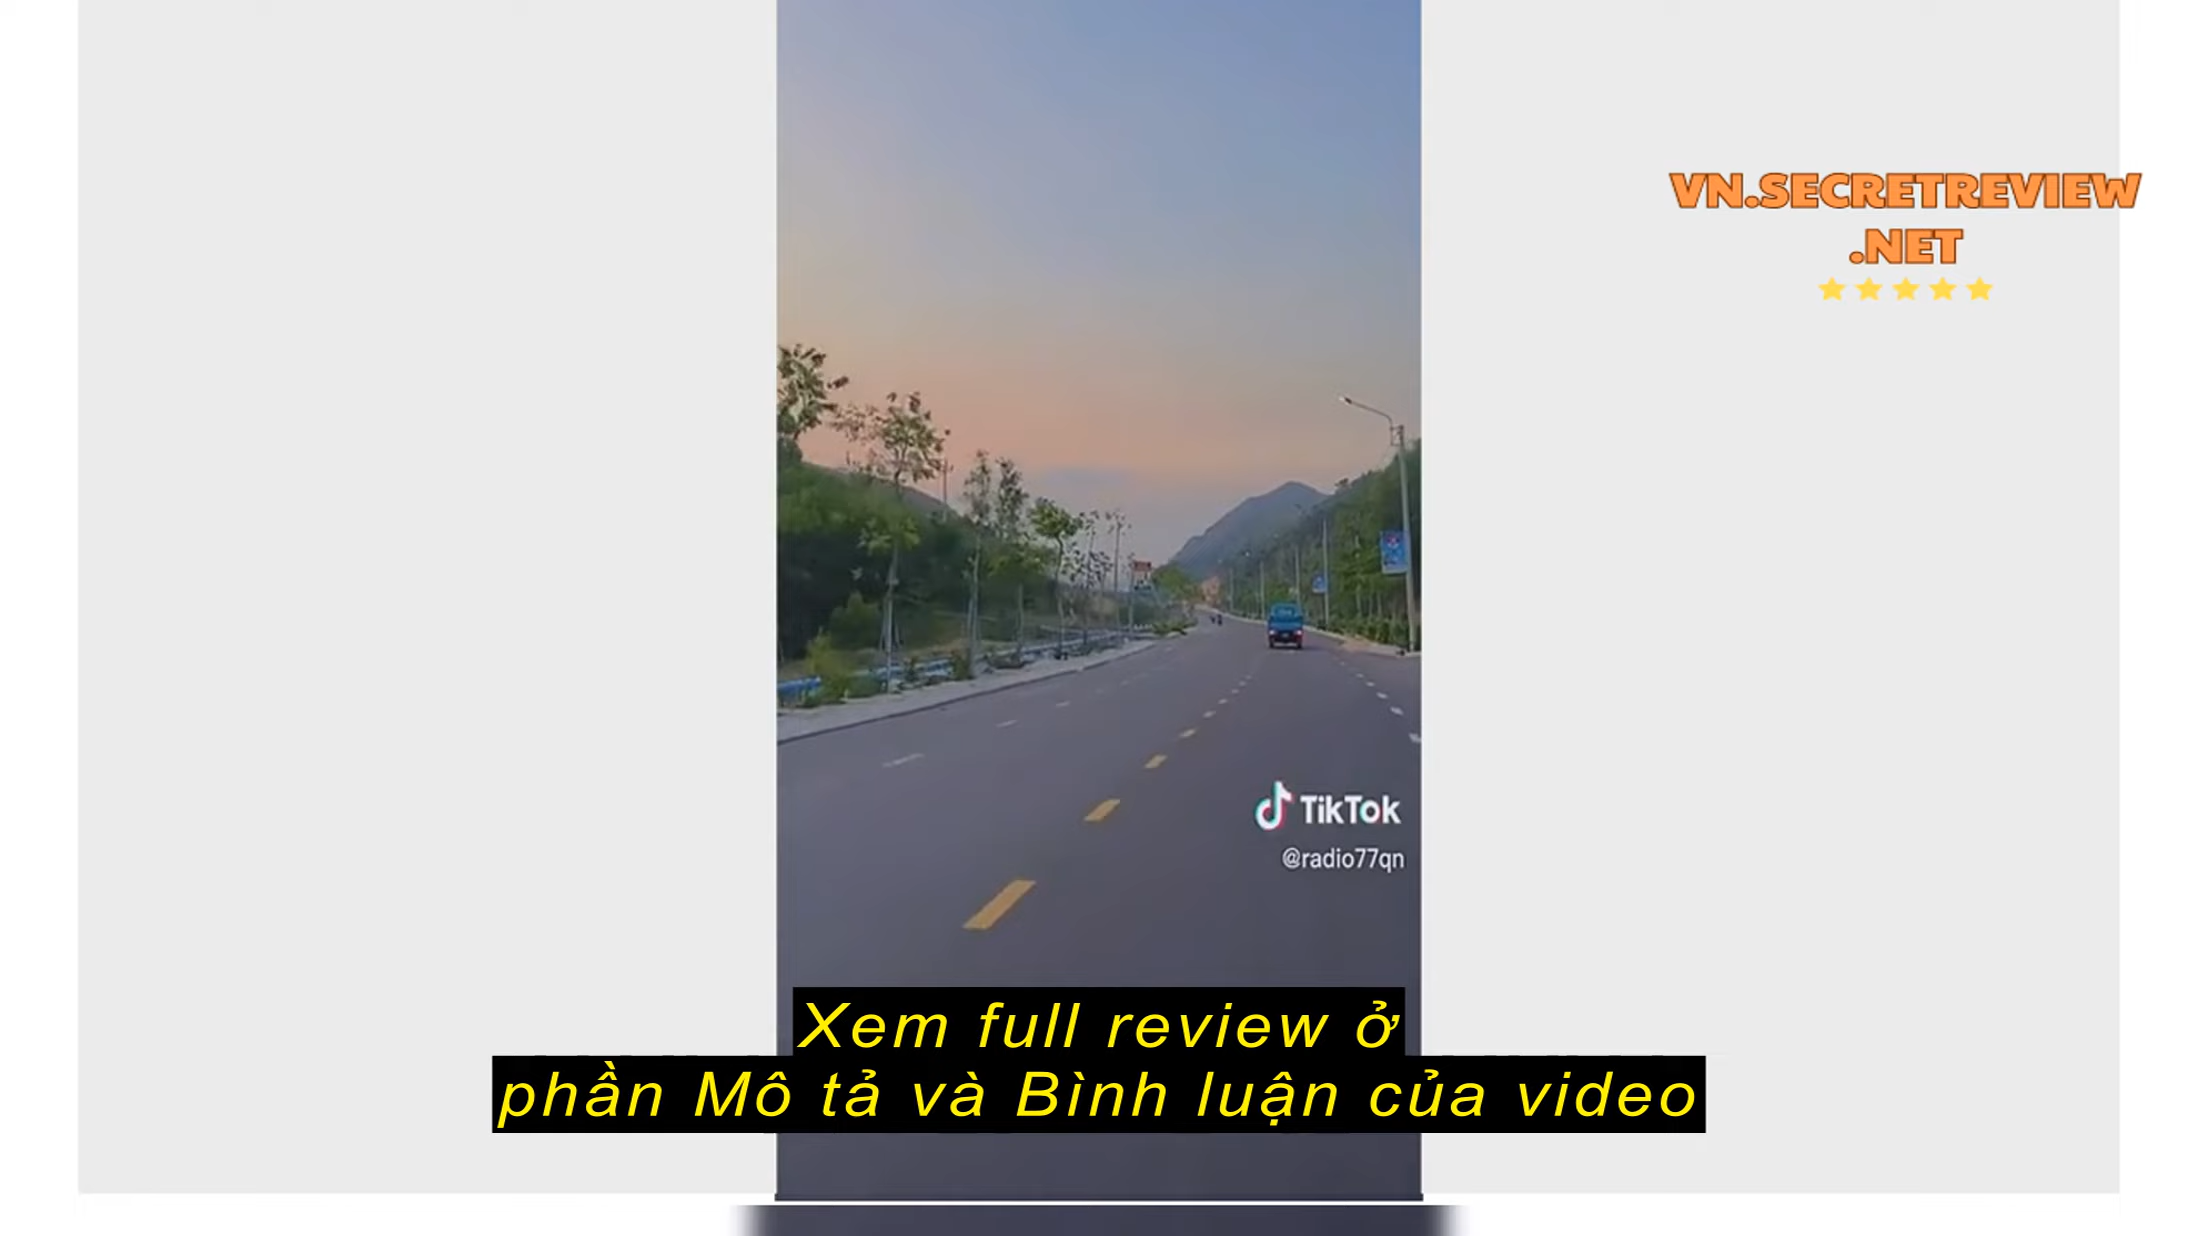 VN.SECRETREVIEW
.NET
TikTok
@radio77qn
Xem full review ở
phần Mô tả và Bình luận của video